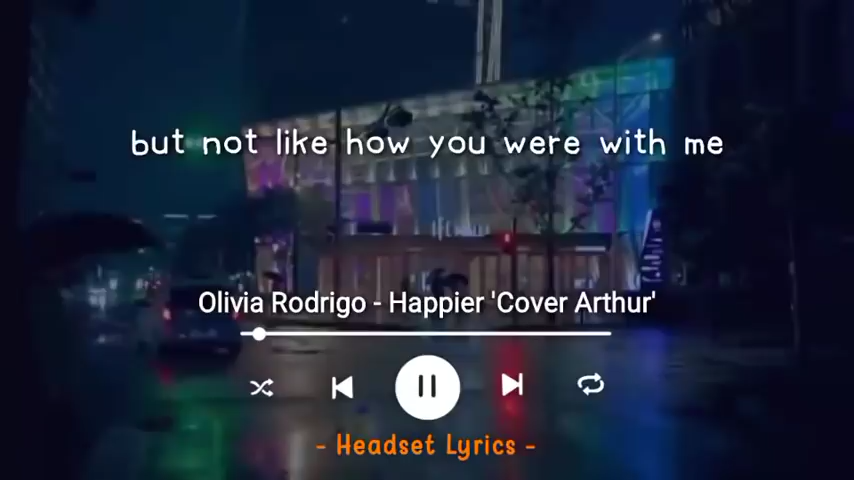 but not like how you were with me
Olivia Rodrigo - Happier 'Cover Arthur'
- Headset Lyrics -